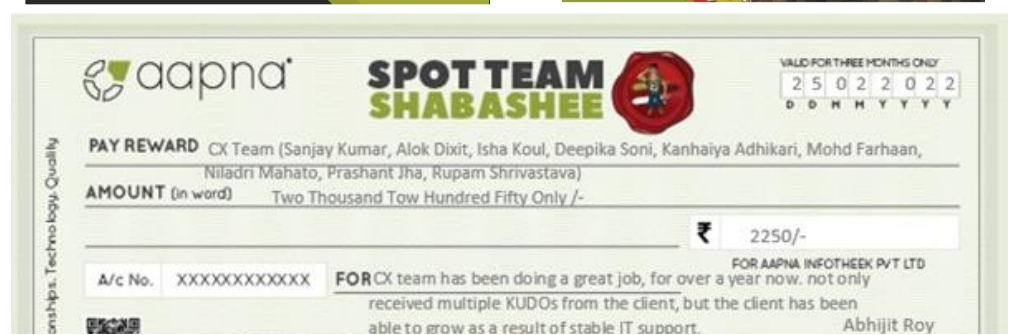 aapna
SPOT TEAM
SHABASHEE
VALID FOR THREE MONTHS ONLY
2 5 0 2 2 0 2 2
D D M M Y Y Y Y
PAY REWARD CX Team (Sanjay Kumar, Alok Dixit, Isha Koul, Deepika Soni, Kanhaiya Adhikari, Mohd Farhaan,
Niladri Mahato, Prashant Jha, Rupam Shrivastava)
AMOUNT (in word) Two Thousand Tow Hundred Fifty Only /-
₹ 2250/-
FOR AAPNA INFOTHEEK PVT LTD
A/c No. XXXXXXXXXXXX
FOR CX team has been doing a great job, for over a year now. not only
received multiple KUDOs from the client, but the client has been
able to grow as a result of stable IT support.
Abhijit Roy
Technology. Quality